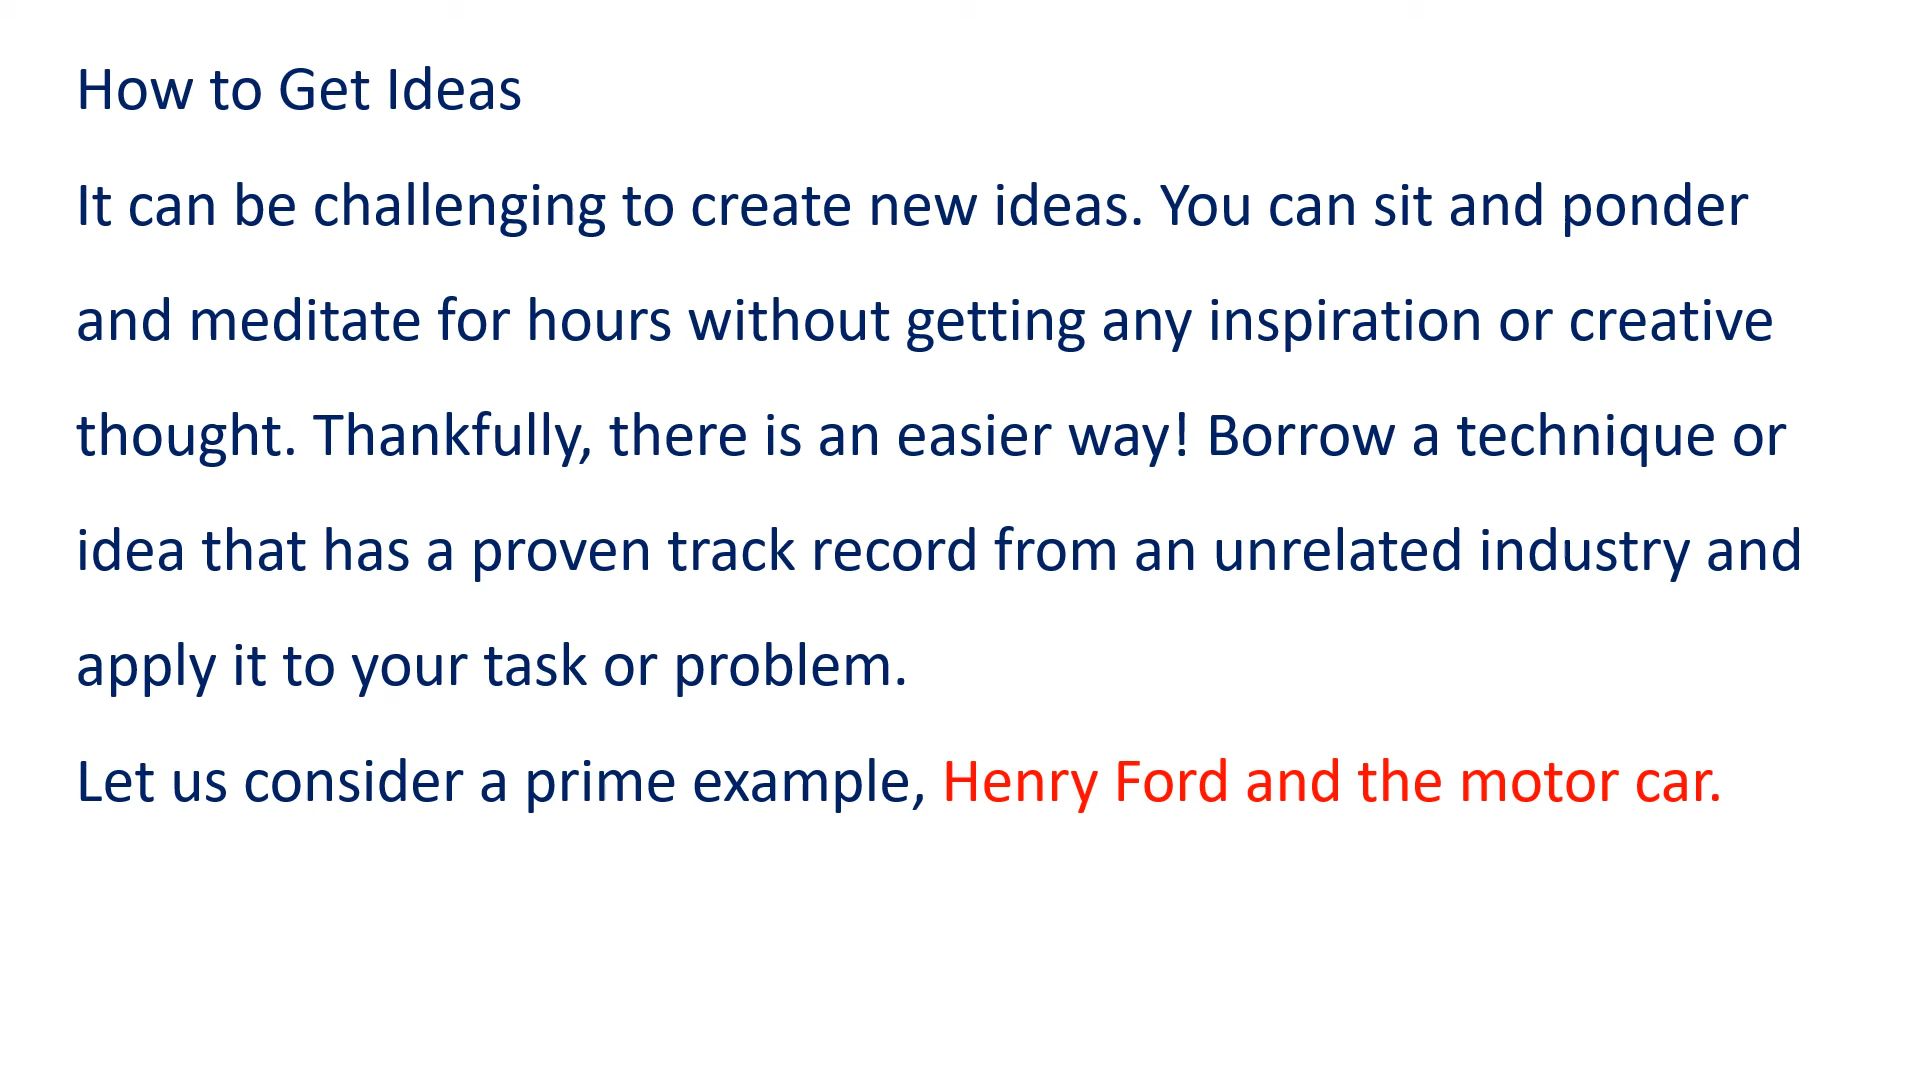 How to Get Ideas
It can be challenging to create new ideas. You can sit and ponder
and meditate for hours without getting any inspiration or creative
thought. Thankfully, there is an easier way! Borrow a technique or
idea that has a proven track record from an unrelated industry and
apply it to your task or problem.
Let us consider a prime example, Henry Ford and the motor car.